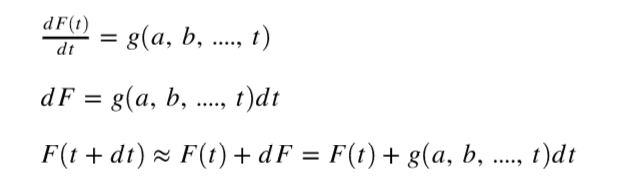 dF(t)/dt = g(a, b, ...., t)
dF = g(a, b, ...., t)dt
F(t + dt) ≈ F(t) + dF = F(t) + g(a, b, ...., t)dt